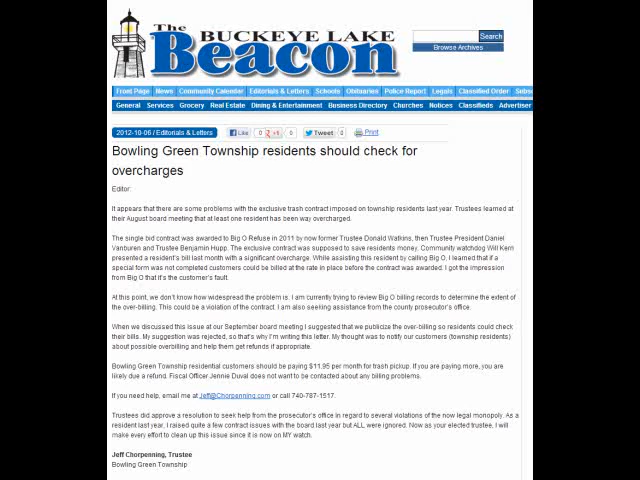 The
BUCKEYE LAKE
Beacon
Search
Browse Archives
Front Page News Community Calendar Editorials & Letters Schools Obituaries Police Report Legals Classified Order Subsc
General Services Grocery Real Estate Dining & Entertainment Business Directory Churches Notices Classifieds Advertiser
2012-10-06 / Editorials & Letters
Like 0 +1 0 Tweet 0 Print
Bowling Green Township residents should check for
overcharges
Editor:
It appears that there are some problems with the exclusive trash contract imposed on township residents last year. Trustees learned at
their August board meeting that at least one resident has been way overcharged.
The single bid contract was awarded to Big O Refuse in 2011 by now former Trustee Donald Watkins, then Trustee President Daniel
Vanburen and Trustee Benjamin Hupp. The exclusive contract was supposed to save residents money. Community watchdog Will Kern
presented a resident's bill last month with a significant overcharge. While assisting this resident by calling Big O, I learned that if a
special form was not completed customers could be billed at the rate in place before the contract was awarded. I got the impression
from Big O that it's the customer's fault.
At this point, we don't know how widespread the problem is. I am currently trying to review Big O billing records to determine the extent of
the over-billing. This could be a violation of the contract. I am also seeking assistance from the county prosecutor's office.
When we discussed this issue at our September board meeting I suggested that we publicize the over-billing so residents could check
their bills. My suggestion was rejected, so that's why I'm writing this letter. My thought was to notify our customers (township residents)
about possible overbilling and help them get refunds if appropriate.
Bowling Green Township residential customers should be paying $11.95 per month for trash pickup. If you are paying more, you are
likely due a refund. Fiscal Officer Jennie Duval does not want to be contacted about any billing problems.
If you need help, email me at Jeff@Chorpenning.com or call 740-787-1517.
Trustees did approve a resolution to seek help from the prosecutor's office in regard to several violations of the now legal monopoly. As a
resident last year, I raised quite a few contract issues with the board last year but ALL were ignored. Now as your elected trustee, I will
make every effort to clean up this issue since it is now on MY watch.
Jeff Chorpenning, Trustee
Bowling Green Township